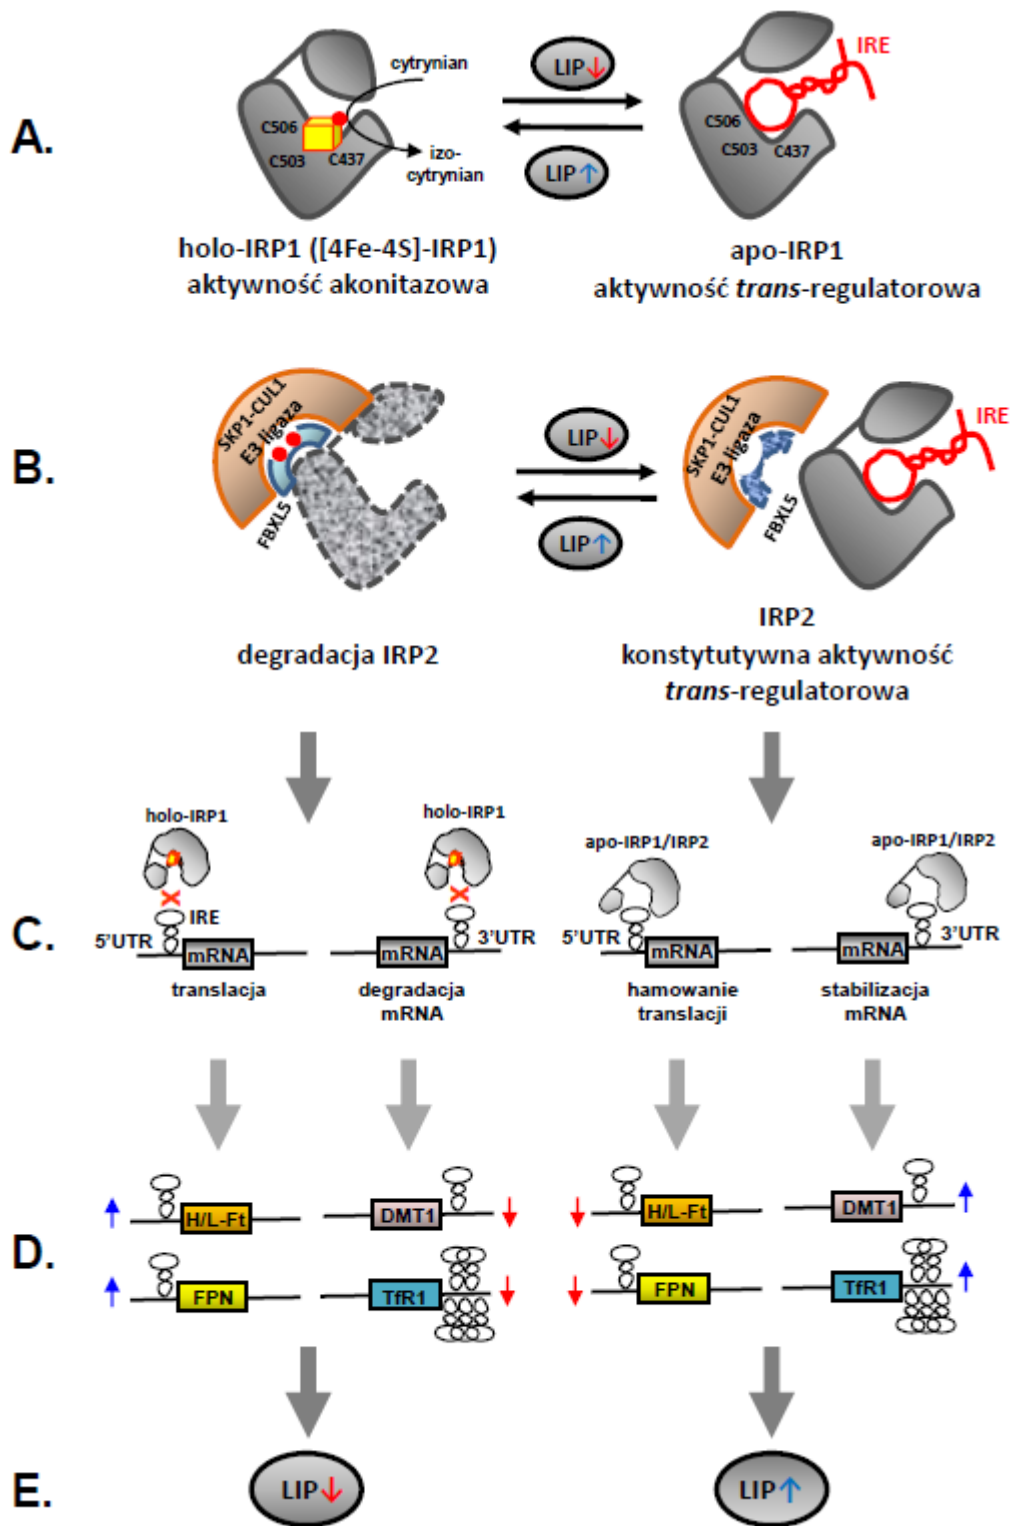 A.
cytrynian
C506
C503
C437
izo-
cytrynian
LIP↓
LIP↑
IRE
C506
C503
C437
holo-IRP1 ([4Fe-4S]-IRP1)
aktywność akonitazowa
apo-IRP1
aktywność trans-regulatorowa
B.
SKP1-CUL1
E3 ligaza
FBXL5
LIP↓
LIP↑
SKP1-CUL1
E3 ligaza
FBXL5
IRE
degradacja IRP2
IRP2
konstytutywna aktywność
trans-regulatorowa
C.
holo-IRP1
X
IRE
5'UTR
mRNA
translacja
holo-IRP1
X
3'UTR
mRNA
degradacja
mRNA
apo-IRP1/IRP2
5'UTR
mRNA
hamowanie
translacji
apo-IRP1/IRP2
3'UTR
mRNA
stabilizacja
mRNA
D.
↑ H/L-Ft
DMT1 ↓
↓ H/L-Ft
DMT1 ↑
↑ FPN
TfR1 ↓
↓ FPN
TfR1 ↑
E.
LIP↓
LIP↑